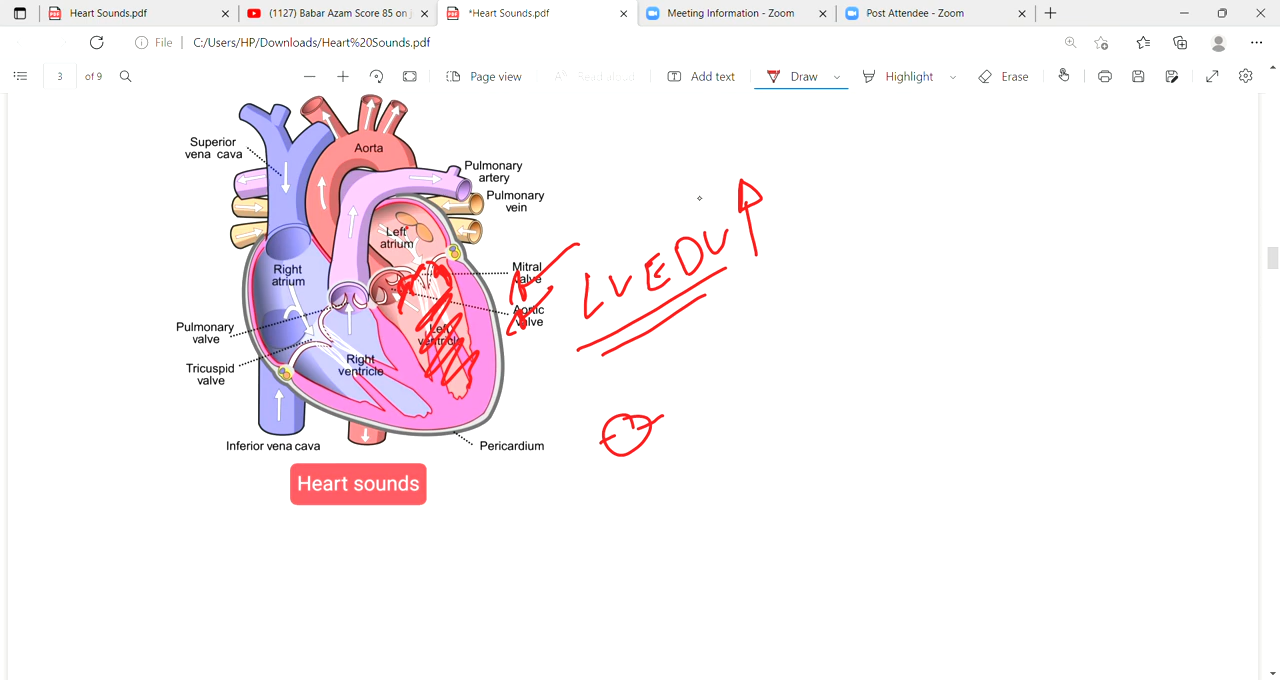 Heart Sounds.pdf
(1127) Babar Azam Score 85 on j
*Heart Sounds.pdf
Meeting Information - Zoom
Post Attendee - Zoom
File
C:/Users/HP/Downloads/Heart%20Sounds.pdf
3 of 9
Page view
Read aloud
Add text
Draw
Highlight
Erase
Superior
vena cava
Aorta
Pulmonary
artery
Pulmonary
vein
Left
atrium
Right
atrium
Mitral
valve
Aortic
valve
Pulmonary
valve
Left
ventricle
Tricuspid
valve
Right
ventricle
Inferior vena cava
Pericardium
LVEDV
Heart sounds